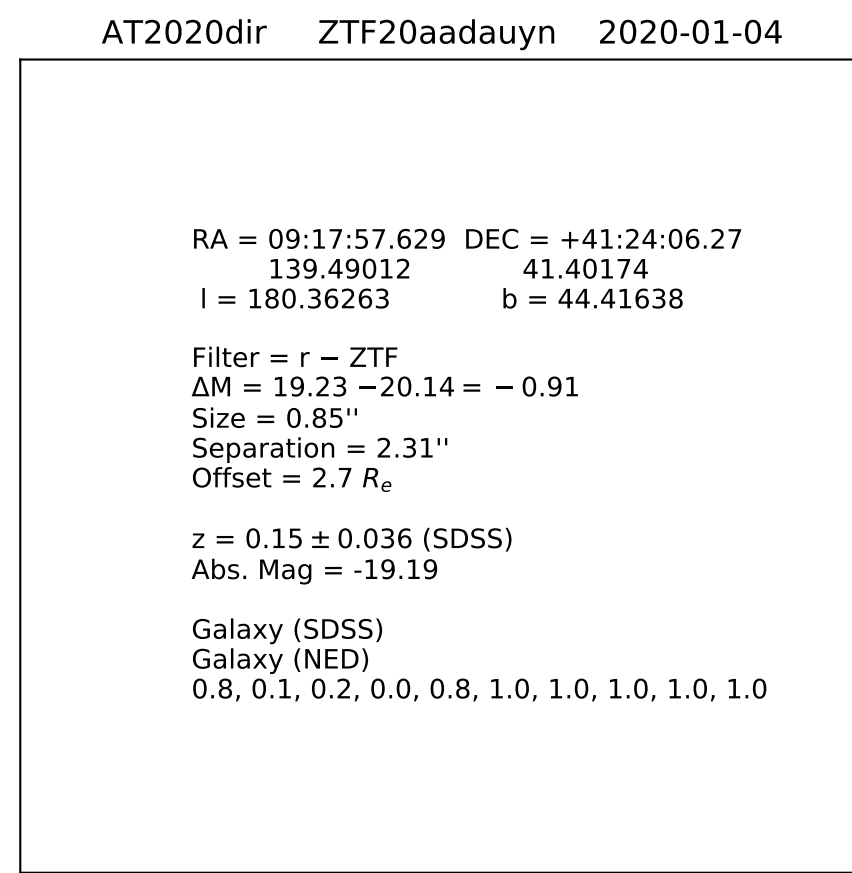 AT2020dir ZTF20aadauyn 2020-01-04
RA = 09:17:57.629 DEC = +41:24:06.27
139.49012 41.40174
l = 180.36263 b = 44.41638
Filter = r − ZTF
ΔM = 19.23 −20.14 = − 0.91
Size = 0.85''
Separation = 2.31''
Offset = 2.7 Rₑ
z = 0.15 ± 0.036 (SDSS)
Abs. Mag = -19.19
Galaxy (SDSS)
Galaxy (NED)
0.8, 0.1, 0.2, 0.0, 0.8, 1.0, 1.0, 1.0, 1.0, 1.0